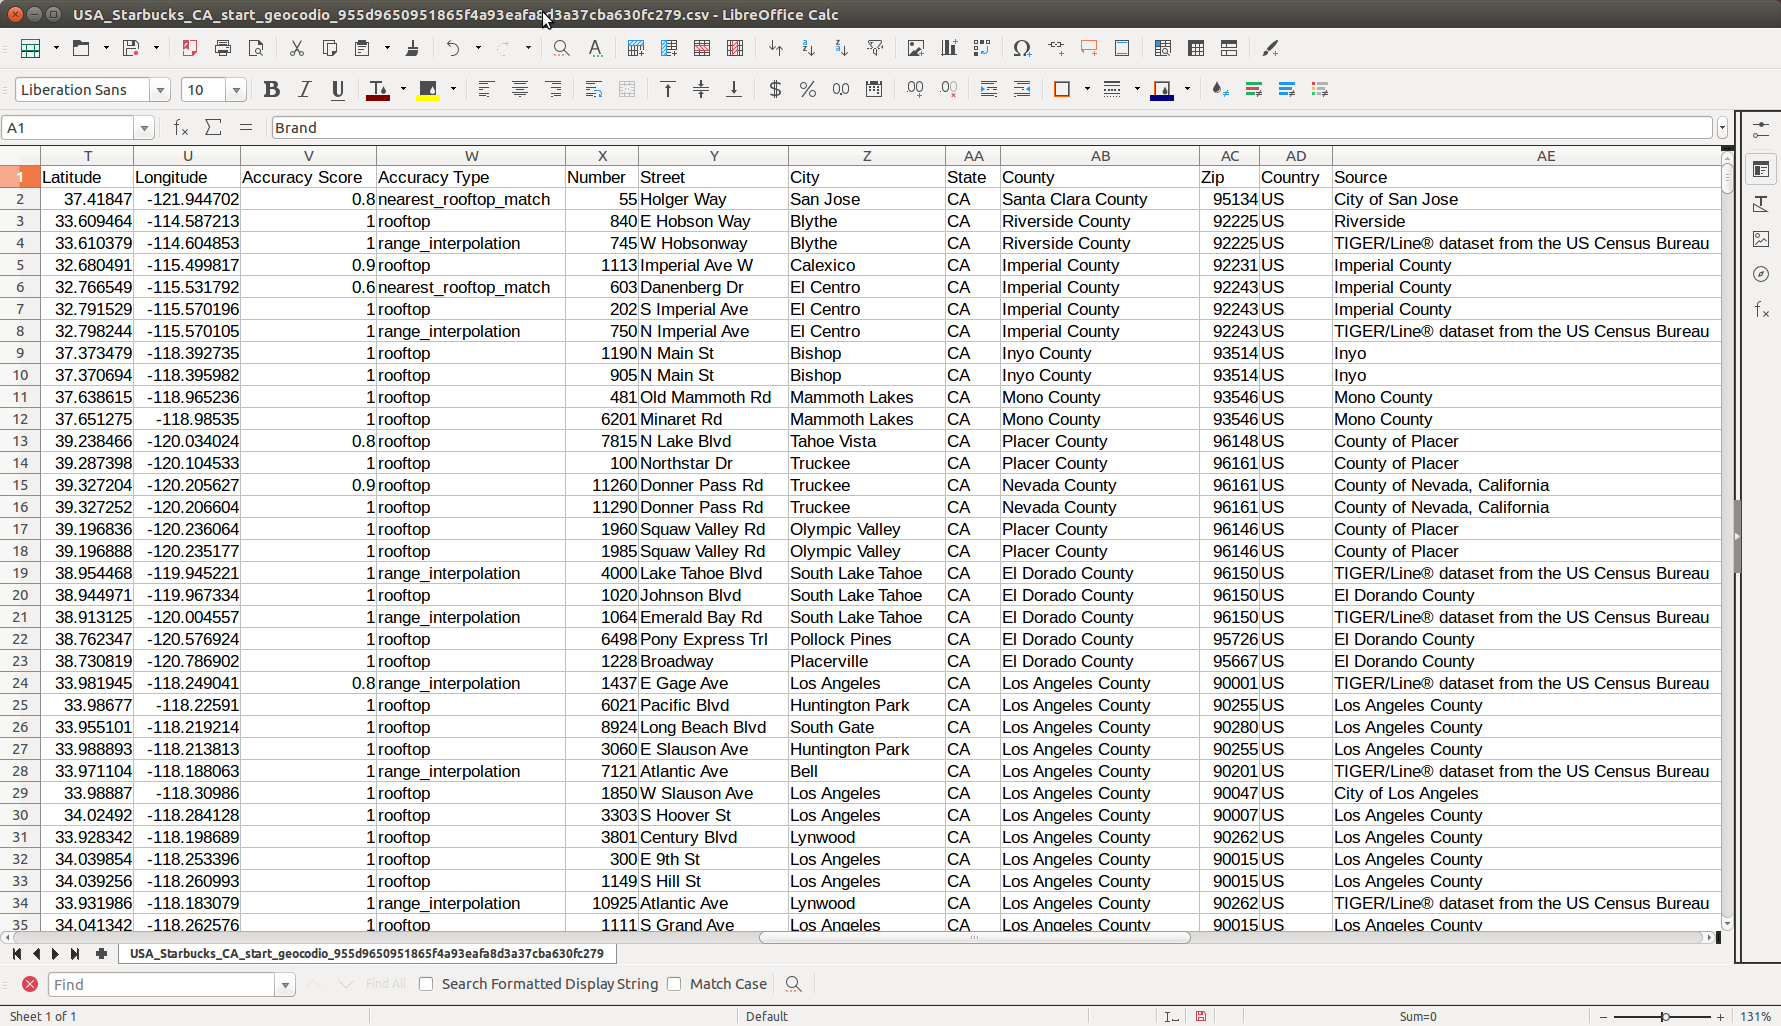 USA_Starbucks_CA_start_geocodio_955d9650951865f4a93eafa8d3a37cba630fc279.csv - LibreOffice Calc
Liberation Sans 10
A1 Brand
T U V W X Y Z AA AB AC AD AE
1 Latitude Longitude Accuracy Score Accuracy Type Number Street City State County Zip Country Source
2 37.41847 -121.944702 0.8 nearest_rooftop_match 55 Holger Way San Jose CA Santa Clara County 95134 US City of San Jose
3 33.609464 -114.587213 1 rooftop 840 E Hobson Way Blythe CA Riverside County 92225 US Riverside
4 33.610379 -114.604853 1 range_interpolation 745 W Hobsonway Blythe CA Riverside County 92225 US TIGER/Line® dataset from the US Census Bureau
5 32.680491 -115.499817 0.9 rooftop 1113 Imperial Ave W Calexico CA Imperial County 92231 US Imperial County
6 32.766549 -115.531792 0.6 nearest_rooftop_match 603 Danenberg Dr El Centro CA Imperial County 92243 US Imperial County
7 32.791529 -115.570196 1 rooftop 202 S Imperial Ave El Centro CA Imperial County 92243 US Imperial County
8 32.798244 -115.570105 1 range_interpolation 750 N Imperial Ave El Centro CA Imperial County 92243 US TIGER/Line® dataset from the US Census Bureau
9 37.373479 -118.392735 1 rooftop 1190 N Main St Bishop CA Inyo County 93514 US Inyo
10 37.370694 -118.395982 1 rooftop 905 N Main St Bishop CA Inyo County 93514 US Inyo
11 37.638615 -118.965236 1 rooftop 481 Old Mammoth Rd Mammoth Lakes CA Mono County 93546 US Mono County
12 37.651275 -118.98535 1 rooftop 6201 Minaret Rd Mammoth Lakes CA Mono County 93546 US Mono County
13 39.238466 -120.034024 0.8 rooftop 7815 N Lake Blvd Tahoe Vista CA Placer County 96148 US County of Placer
14 39.287398 -120.104533 1 rooftop 100 Northstar Dr Truckee CA Placer County 96161 US County of Placer
15 39.327204 -120.205627 0.9 rooftop 11260 Donner Pass Rd Truckee CA Nevada County 96161 US County of Nevada, California
16 39.327252 -120.206604 1 rooftop 11290 Donner Pass Rd Truckee CA Nevada County 96161 US County of Nevada, California
17 39.196836 -120.236064 1 rooftop 1960 Squaw Valley Rd Olympic Valley CA Placer County 96146 US County of Placer
18 39.196888 -120.235177 1 rooftop 1985 Squaw Valley Rd Olympic Valley CA Placer County 96146 US County of Placer
19 38.954468 -119.945221 1 range_interpolation 4000 Lake Tahoe Blvd South Lake Tahoe CA El Dorado County 96150 US TIGER/Line® dataset from the US Census Bureau
20 38.944971 -119.967334 1 rooftop 1020 Johnson Blvd South Lake Tahoe CA El Dorado County 96150 US El Dorando County
21 38.913125 -120.004557 1 range_interpolation 1064 Emerald Bay Rd South Lake Tahoe CA El Dorado County 96150 US TIGER/Line® dataset from the US Census Bureau
22 38.762347 -120.576924 1 rooftop 6498 Pony Express Trl Pollock Pines CA El Dorado County 95726 US El Dorando County
23 38.730819 -120.786902 1 rooftop 1228 Broadway Placerville CA El Dorado County 95667 US El Dorando County
24 33.981945 -118.249041 0.8 range_interpolation 1437 E Gage Ave Los Angeles CA Los Angeles County 90001 US TIGER/Line® dataset from the US Census Bureau
25 33.98677 -118.22591 1 rooftop 6021 Pacific Blvd Huntington Park CA Los Angeles County 90255 US Los Angeles County
26 33.955101 -118.219214 1 rooftop 8924 Long Beach Blvd South Gate CA Los Angeles County 90280 US Los Angeles County
27 33.988893 -118.213813 1 rooftop 3060 E Slauson Ave Huntington Park CA Los Angeles County 90255 US Los Angeles County
28 33.971104 -118.188063 1 range_interpolation 7121 Atlantic Ave Bell CA Los Angeles County 90201 US TIGER/Line® dataset from the US Census Bureau
29 33.98887 -118.30986 1 rooftop 1850 W Slauson Ave Los Angeles CA Los Angeles County 90047 US City of Los Angeles
30 34.02492 -118.284128 1 rooftop 3303 S Hoover St Los Angeles CA Los Angeles County 90007 US Los Angeles County
31 33.928342 -118.198689 1 rooftop 3801 Century Blvd Lynwood CA Los Angeles County 90262 US Los Angeles County
32 34.039854 -118.253396 1 rooftop 300 E 9th St Los Angeles CA Los Angeles County 90015 US Los Angeles County
33 34.039256 -118.260993 1 rooftop 1149 S Hill St Los Angeles CA Los Angeles County 90015 US Los Angeles County
34 33.931986 -118.183079 1 range_interpolation 10925 Atlantic Ave Lynwood CA Los Angeles County 90262 US TIGER/Line® dataset from the US Census Bureau
35 34.041342 -118.262576 1 rooftop 1111 S Grand Ave Los Angeles CA Los Angeles County 90015 US Los Angeles County
USA_Starbucks_CA_start_geocodio_955d9650951865f4a93eafa8d3a37cba630fc279
Find Find All Search Formatted Display String Match Case
Sheet 1 of 1 Default Sum=0 131%